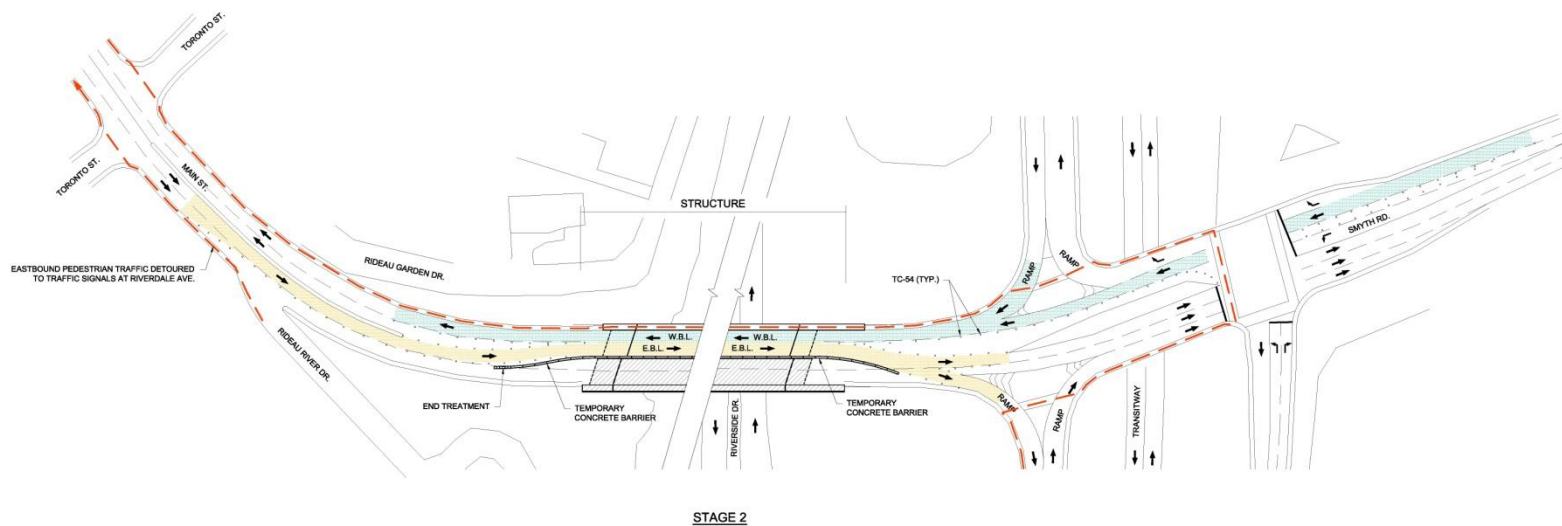 TORONTO ST.
TORONTO ST.
MAIN ST.
EASTBOUND PEDESTRIAN TRAFFIC DETOURED
TO TRAFFIC SIGNALS AT RIVERDALE AVE.
RIDEAU GARDEN DR.
RIDEAU RIVER DR.
STRUCTURE
W.B.L.
W.B.L.
E.B.L.
E.B.L.
END TREATMENT
TEMPORARY
CONCRETE BARRIER
RIVERSIDE DR.
TEMPORARY
CONCRETE BARRIER
TC-54 (TYP.)
RAMP
RAMP
RAMP
RAMP
TRANSITWAY
SMYTH RD.
STAGE 2